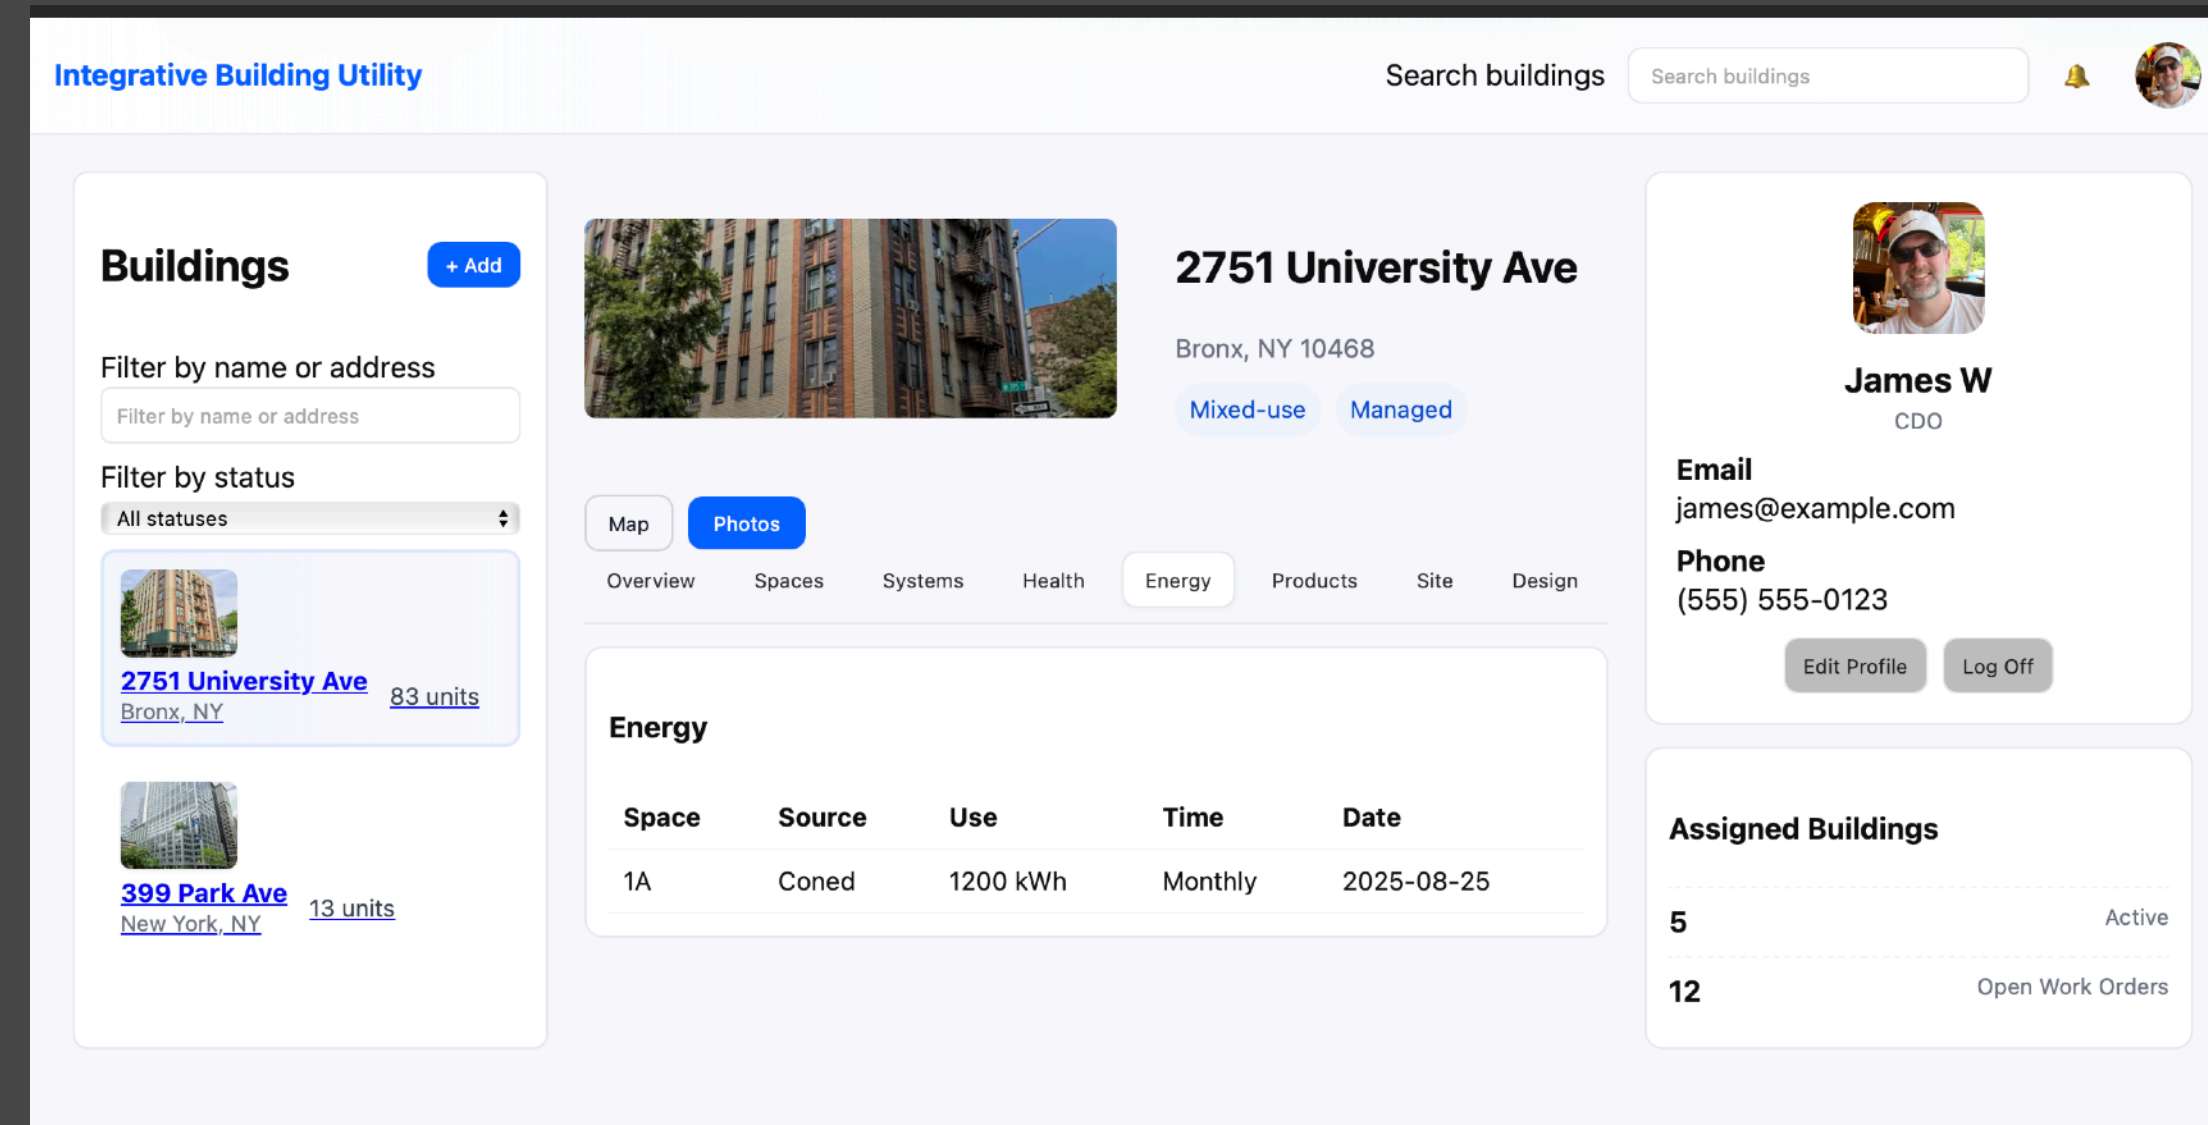 Integrative Building Utility
Search buildings
Search buildings
Buildings
+ Add
Filter by name or address
Filter by name or address
Filter by status
All statuses
2751 University Ave
Bronx, NY
83 units
399 Park Ave
New York, NY
13 units
2751 University Ave
Bronx, NY 10468
Mixed-use Managed
Map Photos
Overview Spaces Systems Health Energy Products Site Design
Energy
Space Source Use Time Date
1A Coned 1200 kWh Monthly 2025-08-25
James W
CDO
Email
james@example.com
Phone
(555) 555-0123
Edit Profile Log Off
Assigned Buildings
5 Active
12 Open Work Orders